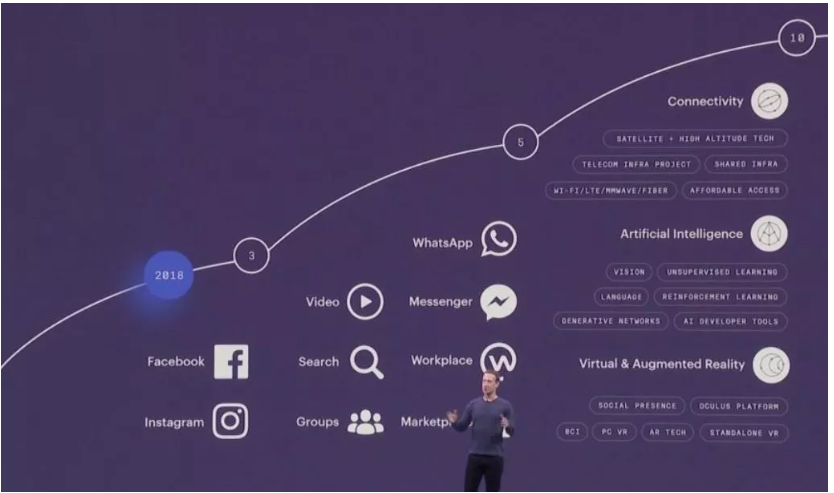 2018
3
5
10
Facebook
Instagram
Video
Search
Groups
WhatsApp
Messenger
Workplace
Marketp
Connectivity
SATELLITE + HIGH ALTITUDE TECH
TELECOM INFRA PROJECT SHARED INFRA
WI-FI/LTE/MMWAVE/FIBER AFFORDABLE ACCESS
Artificial Intelligence
VISION UNSUPERVISED LEARNING
LANGUAGE REINFORCEMENT LEARNING
GENERATIVE NETWORKS AI DEVELOPER TOOLS
Virtual & Augmented Reality
SOCIAL PRESENCE OCULUS PLATFORM
BCI PC VR AR TECH STANDALONE VR